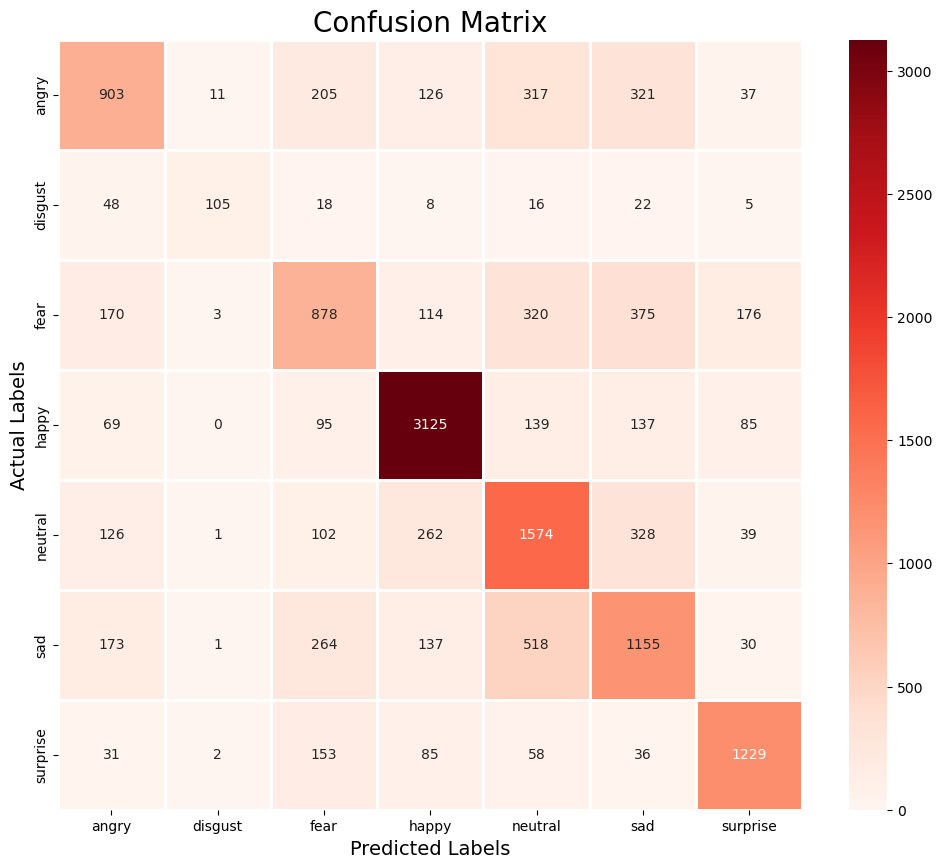 Confusion Matrix
Actual Labels
angry 903 11 205 126 317 321 37
disgust 48 105 18 8 16 22 5
fear 170 3 878 114 320 375 176
happy 69 0 95 3125 139 137 85
neutral 126 1 102 262 1574 328 39
sad 173 1 264 137 518 1155 30
surprise 31 2 153 85 58 36 1229
angry disgust fear happy neutral sad surprise
Predicted Labels
3000
2500
2000
1500
1000
500
0